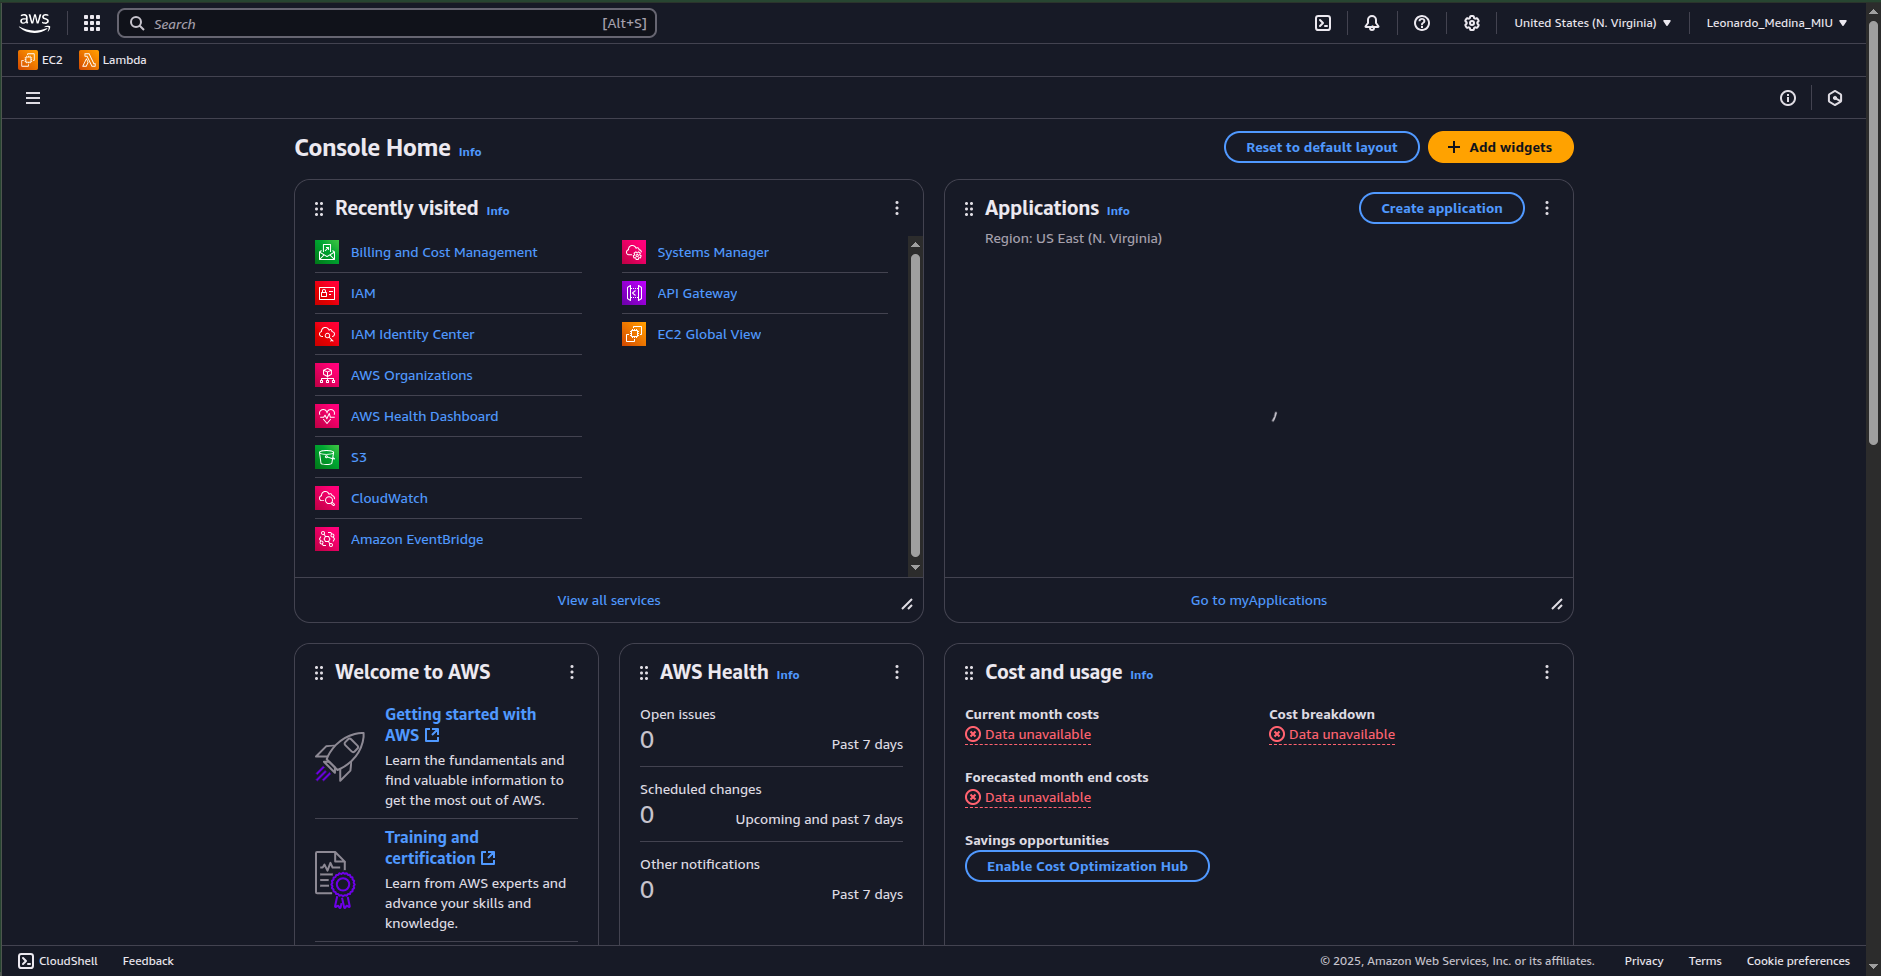 aws
Search [Alt+S]
United States (N. Virginia)
Leonardo_Medina_MIU
EC2
Lambda
Console Home Info
Reset to default layout
Add widgets
Recently visited Info
Billing and Cost Management
IAM
IAM Identity Center
AWS Organizations
AWS Health Dashboard
S3
CloudWatch
Amazon EventBridge
Systems Manager
API Gateway
EC2 Global View
View all services
Applications Info
Create application
Region: US East (N. Virginia)
Go to myApplications
Welcome to AWS
Getting started with
AWS
Learn the fundamentals and
find valuable information to
get the most out of AWS.
Training and
certification
Learn from AWS experts and
advance your skills and
knowledge.
AWS Health Info
Open issues
0 Past 7 days
Scheduled changes
0 Upcoming and past 7 days
Other notifications
0 Past 7 days
Cost and usage Info
Current month costs
Data unavailable
Cost breakdown
Data unavailable
Forecasted month end costs
Data unavailable
Savings opportunities
Enable Cost Optimization Hub
CloudShell
Feedback
© 2025, Amazon Web Services, Inc. or its affiliates.
Privacy
Terms
Cookie preferences